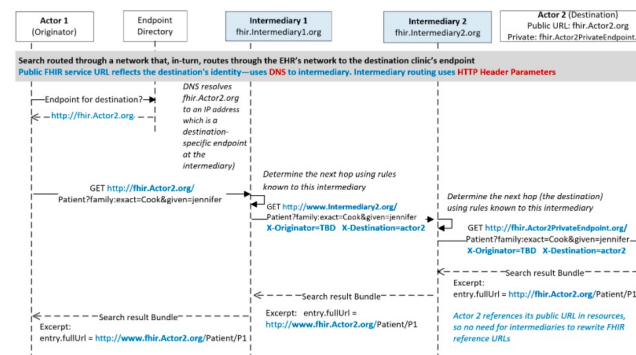 Actor 1
(Originator)
Endpoint
Directory
Intermediary 1
fhir.Intermediary1.org
Intermediary 2
fhir.Intermediary2.org
Actor 2 (Destination)
Public URL: fhir.Actor2.org
Private: fhir.Actor2PrivateEndpoint.
Search routed through a network that, in-turn, routes through the EHR's network to the destination clinic's endpoint
Public FHIR service URL reflects the destination's identity—uses DNS to intermediary. Intermediary routing uses HTTP Header Parameters
Endpoint for destination?
http://fhir.Actor2.org
DNS resolves
fhir.Actor2.org
to an IP address
which is a
destination-
specific endpoint
at the
intermediary)
GET http://fhir.Actor2.org/
Patient?family:exact=Cook&given=jennifer
Determine the next hop using rules
known to this intermediary
GET http://www.Intermediary2.org/
Patient?family:exact=Cook&given=jennifer
X-Originator=TBD X-Destination=actor2
Determine the next hop (the destination)
using rules known to this intermediary
GET http://fhir.Actor2PrivateEndpoint.org/
Patient?family:exact=Cook&given=jennifer
X-Originator=TBD X-Destination=actor2
Search result Bundle
Excerpt:
entry.fullUrl = http://fhir.Actor2.org/Patient/P1
Search result Bundle
Excerpt: entry.fullUrl =
http://www.fhir.Actor2.org/Patient/P1
Search result Bundle
Excerpt:
entry.fullUrl = http://www.fhir.Actor2.org/Patient/P1
Actor 2 references its public URL in resources,
so no need for intermediaries to rewrite FHIR
reference URLs